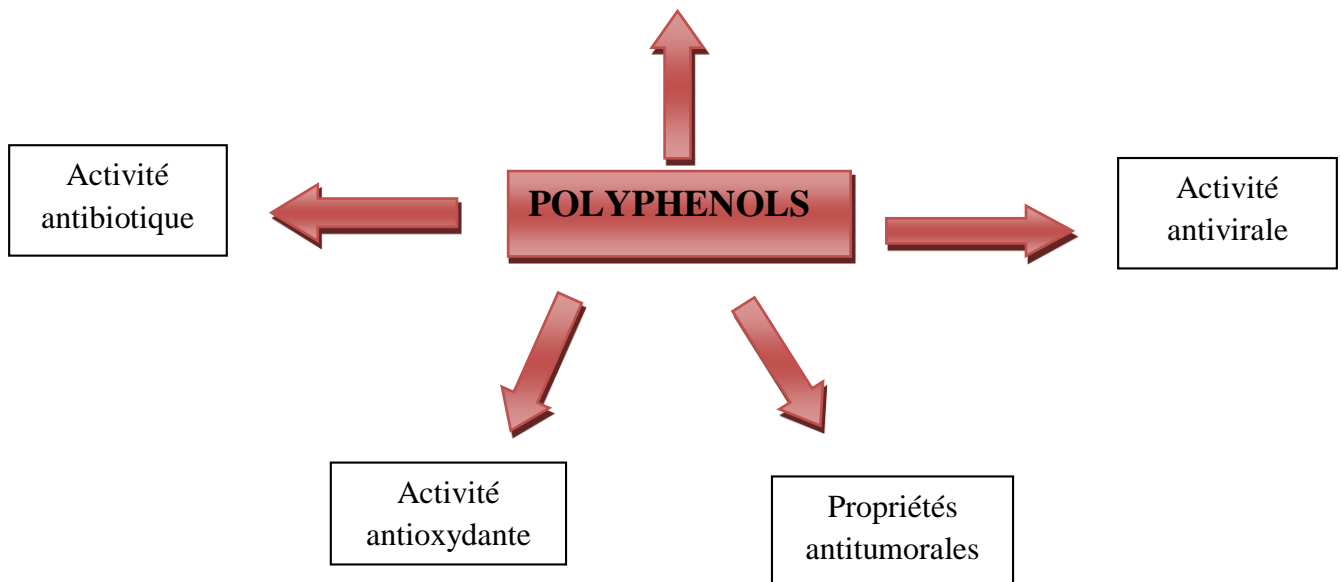 POLYPHENOLS
Activité
antibiotique
Activité
antivirale
Activité
antioxydante
Propriétés
antitumorales